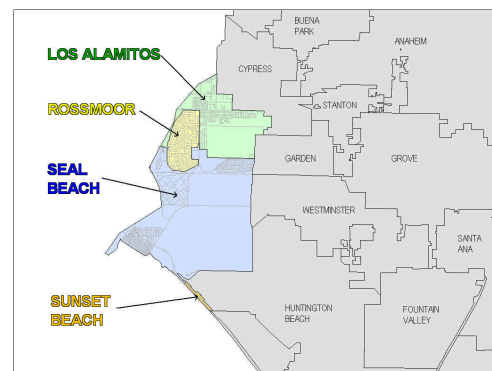 BUENA
PARK
ANAHEIM
LOS ALAMITOS
CYPRESS
ROSSMOOR
STANTON
GARDEN
GROVE
SEAL
BEACH
WESTMINSTER
SANTA
ANA
SUNSET
BEACH
HUNTINGTON
BEACH
FOUNTAIN
VALLEY